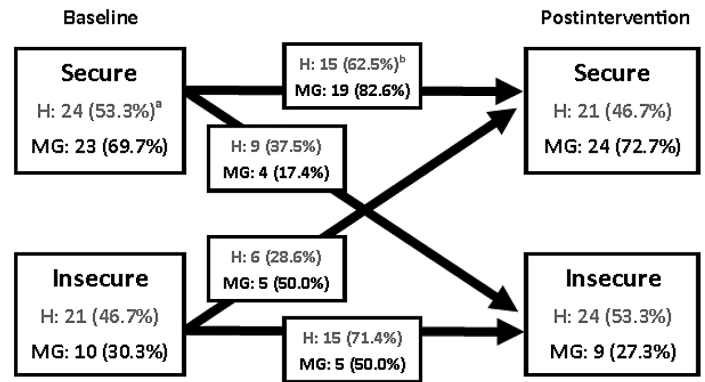 Baseline
Postintervention
Secure
H: 24 (53.3%)a
MG: 23 (69.7%)
H: 15 (62.5%)b
MG: 19 (82.6%)
Secure
H: 21 (46.7%)
MG: 24 (72.7%)
H: 9 (37.5%)
MG: 4 (17.4%)
H: 6 (28.6%)
MG: 5 (50.0%)
Insecure
H: 21 (46.7%)
MG: 10 (30.3%)
H: 15 (71.4%)
MG: 5 (50.0%)
Insecure
H: 24 (53.3%)
MG: 9 (27.3%)